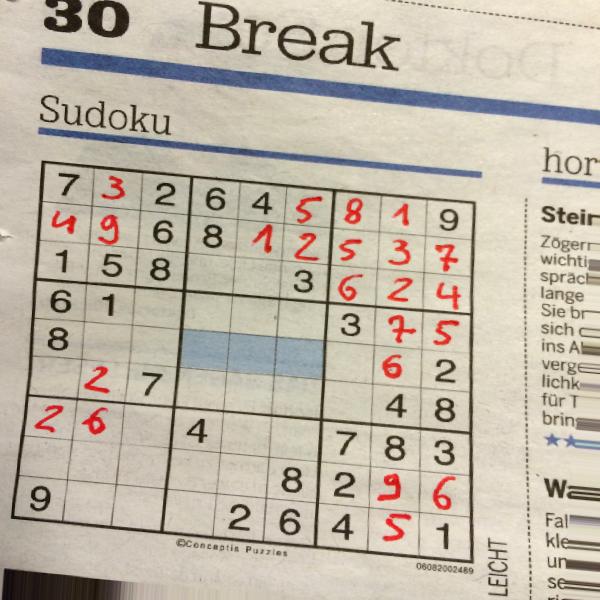 30 Break
Sudoku
7 3 2 6 4 5 8 1 9
4 9 6 8 1 2 5 3 7
1 5 8 3 6 2 4
6 1 3 7 5
8 6 2
2 7 4 8
2 6 4 7 8 3
8 2 9 6
9 2 6 4 5 1
©Conceptis Puzzles
06082002489
LEICHT
hor
Stein
Zögern
wichti
spräc
lange
Sie br
sich
ins A
verg
lichk
für T
brin
★★
W
Fal
kle
un
se